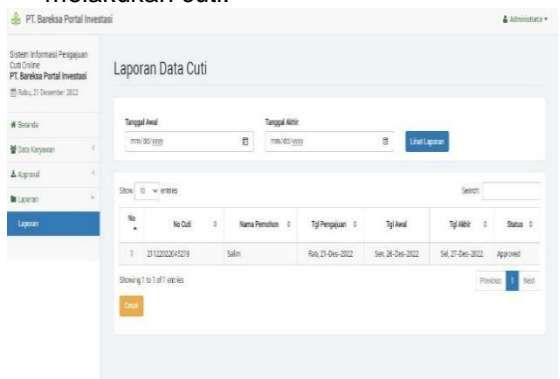 melakukan cuti.
PT. Bareksa Portal Investasi
Administrator
Sistem Informasi Pengajuan
Cuti Online
PT. Bareksa Portal Investasi
Rabu, 21 Desember 2022
Beranda
Data Karyawan
Approval
Laporan
Laporan
Laporan Data Cuti
Tanggal Awal Tanggal Akhir
mm/dd/yyyy mm/dd/yyyy Lihat Laporan
Show 10 entries Search:
No No Cuti Nama Pemohon Tgl Pengajuan Tgl Awal Tgl Akhir Status
1 21122022045219 Salim Rab, 21-Des-2022 Sen, 26-Des-2022 Sel, 27-Des-2022 Approved
Showing 1 to 1 of 1 entries Previous 1 Next
Cetak